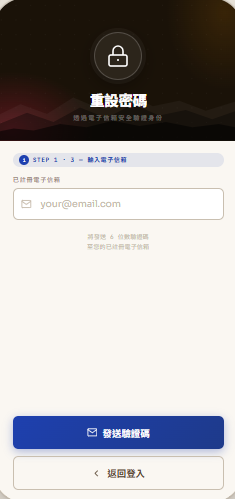 重設密碼
透過電子信箱安全驗證身份
1 STEP 1 · 3 — 輸入電子信箱
已註冊電子信箱
your@email.com
將發送 6 位數驗證碼
至您的已註冊電子信箱
發送驗證碼
返回登入